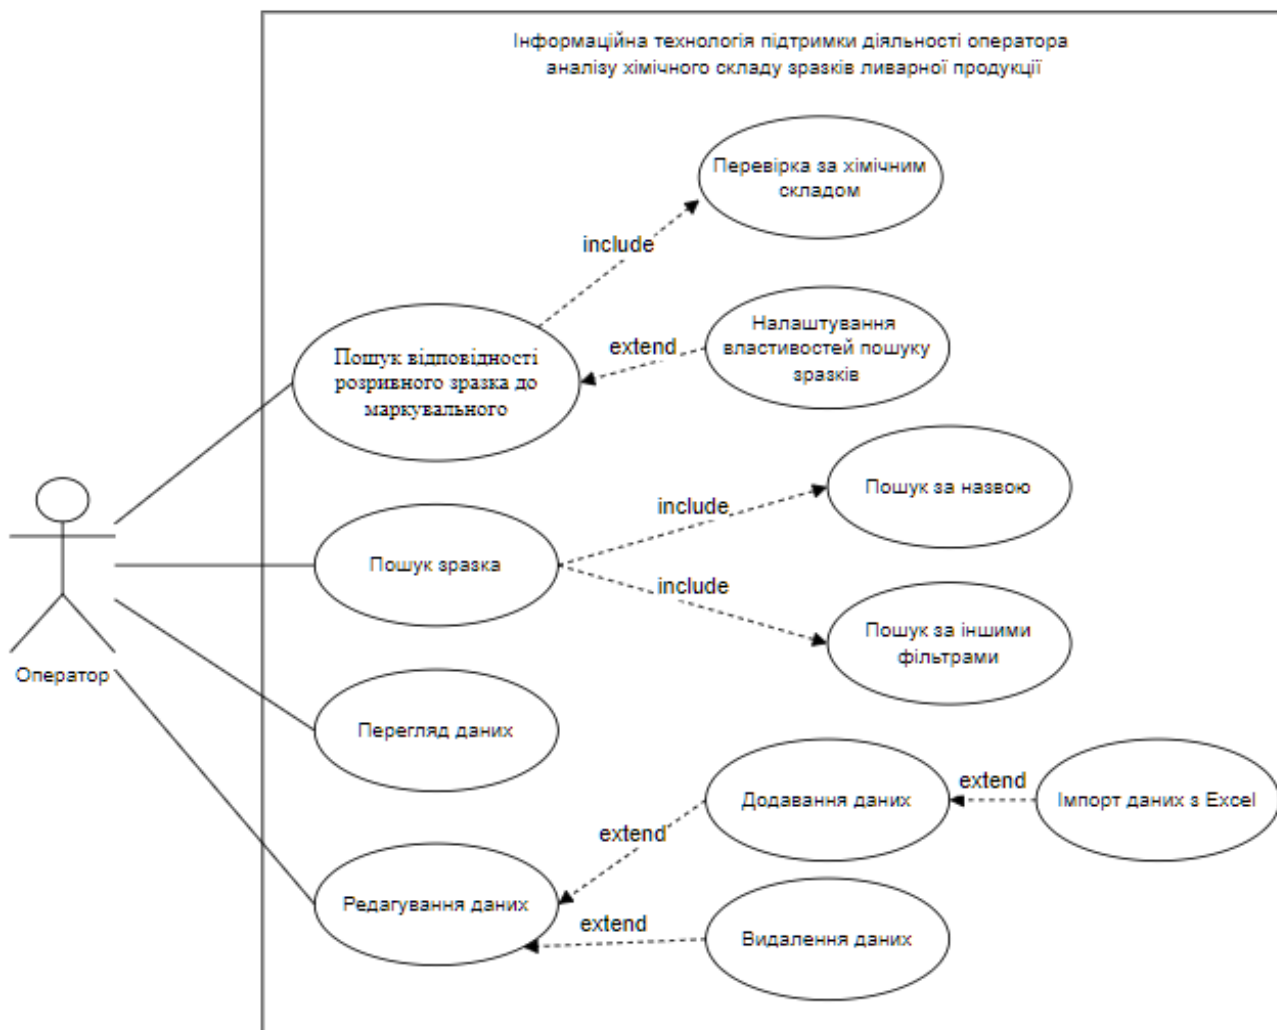 Інформаційна технологія підтримки діяльності оператора
аналізу хімічного складу зразків ливарної продукції
Перевірка за хімічним
складом
include
Налаштування
властивостей пошуку
зразків
extend
Пошук відповідності
розривного зразка до
маркувального
Пошук за назвою
include
Пошук зразка
include
Пошук за іншими
фільтрами
Оператор
Перегляд даних
Додавання даних
extend
Імпорт даних з Excel
extend
Редагування даних
extend
Видалення даних